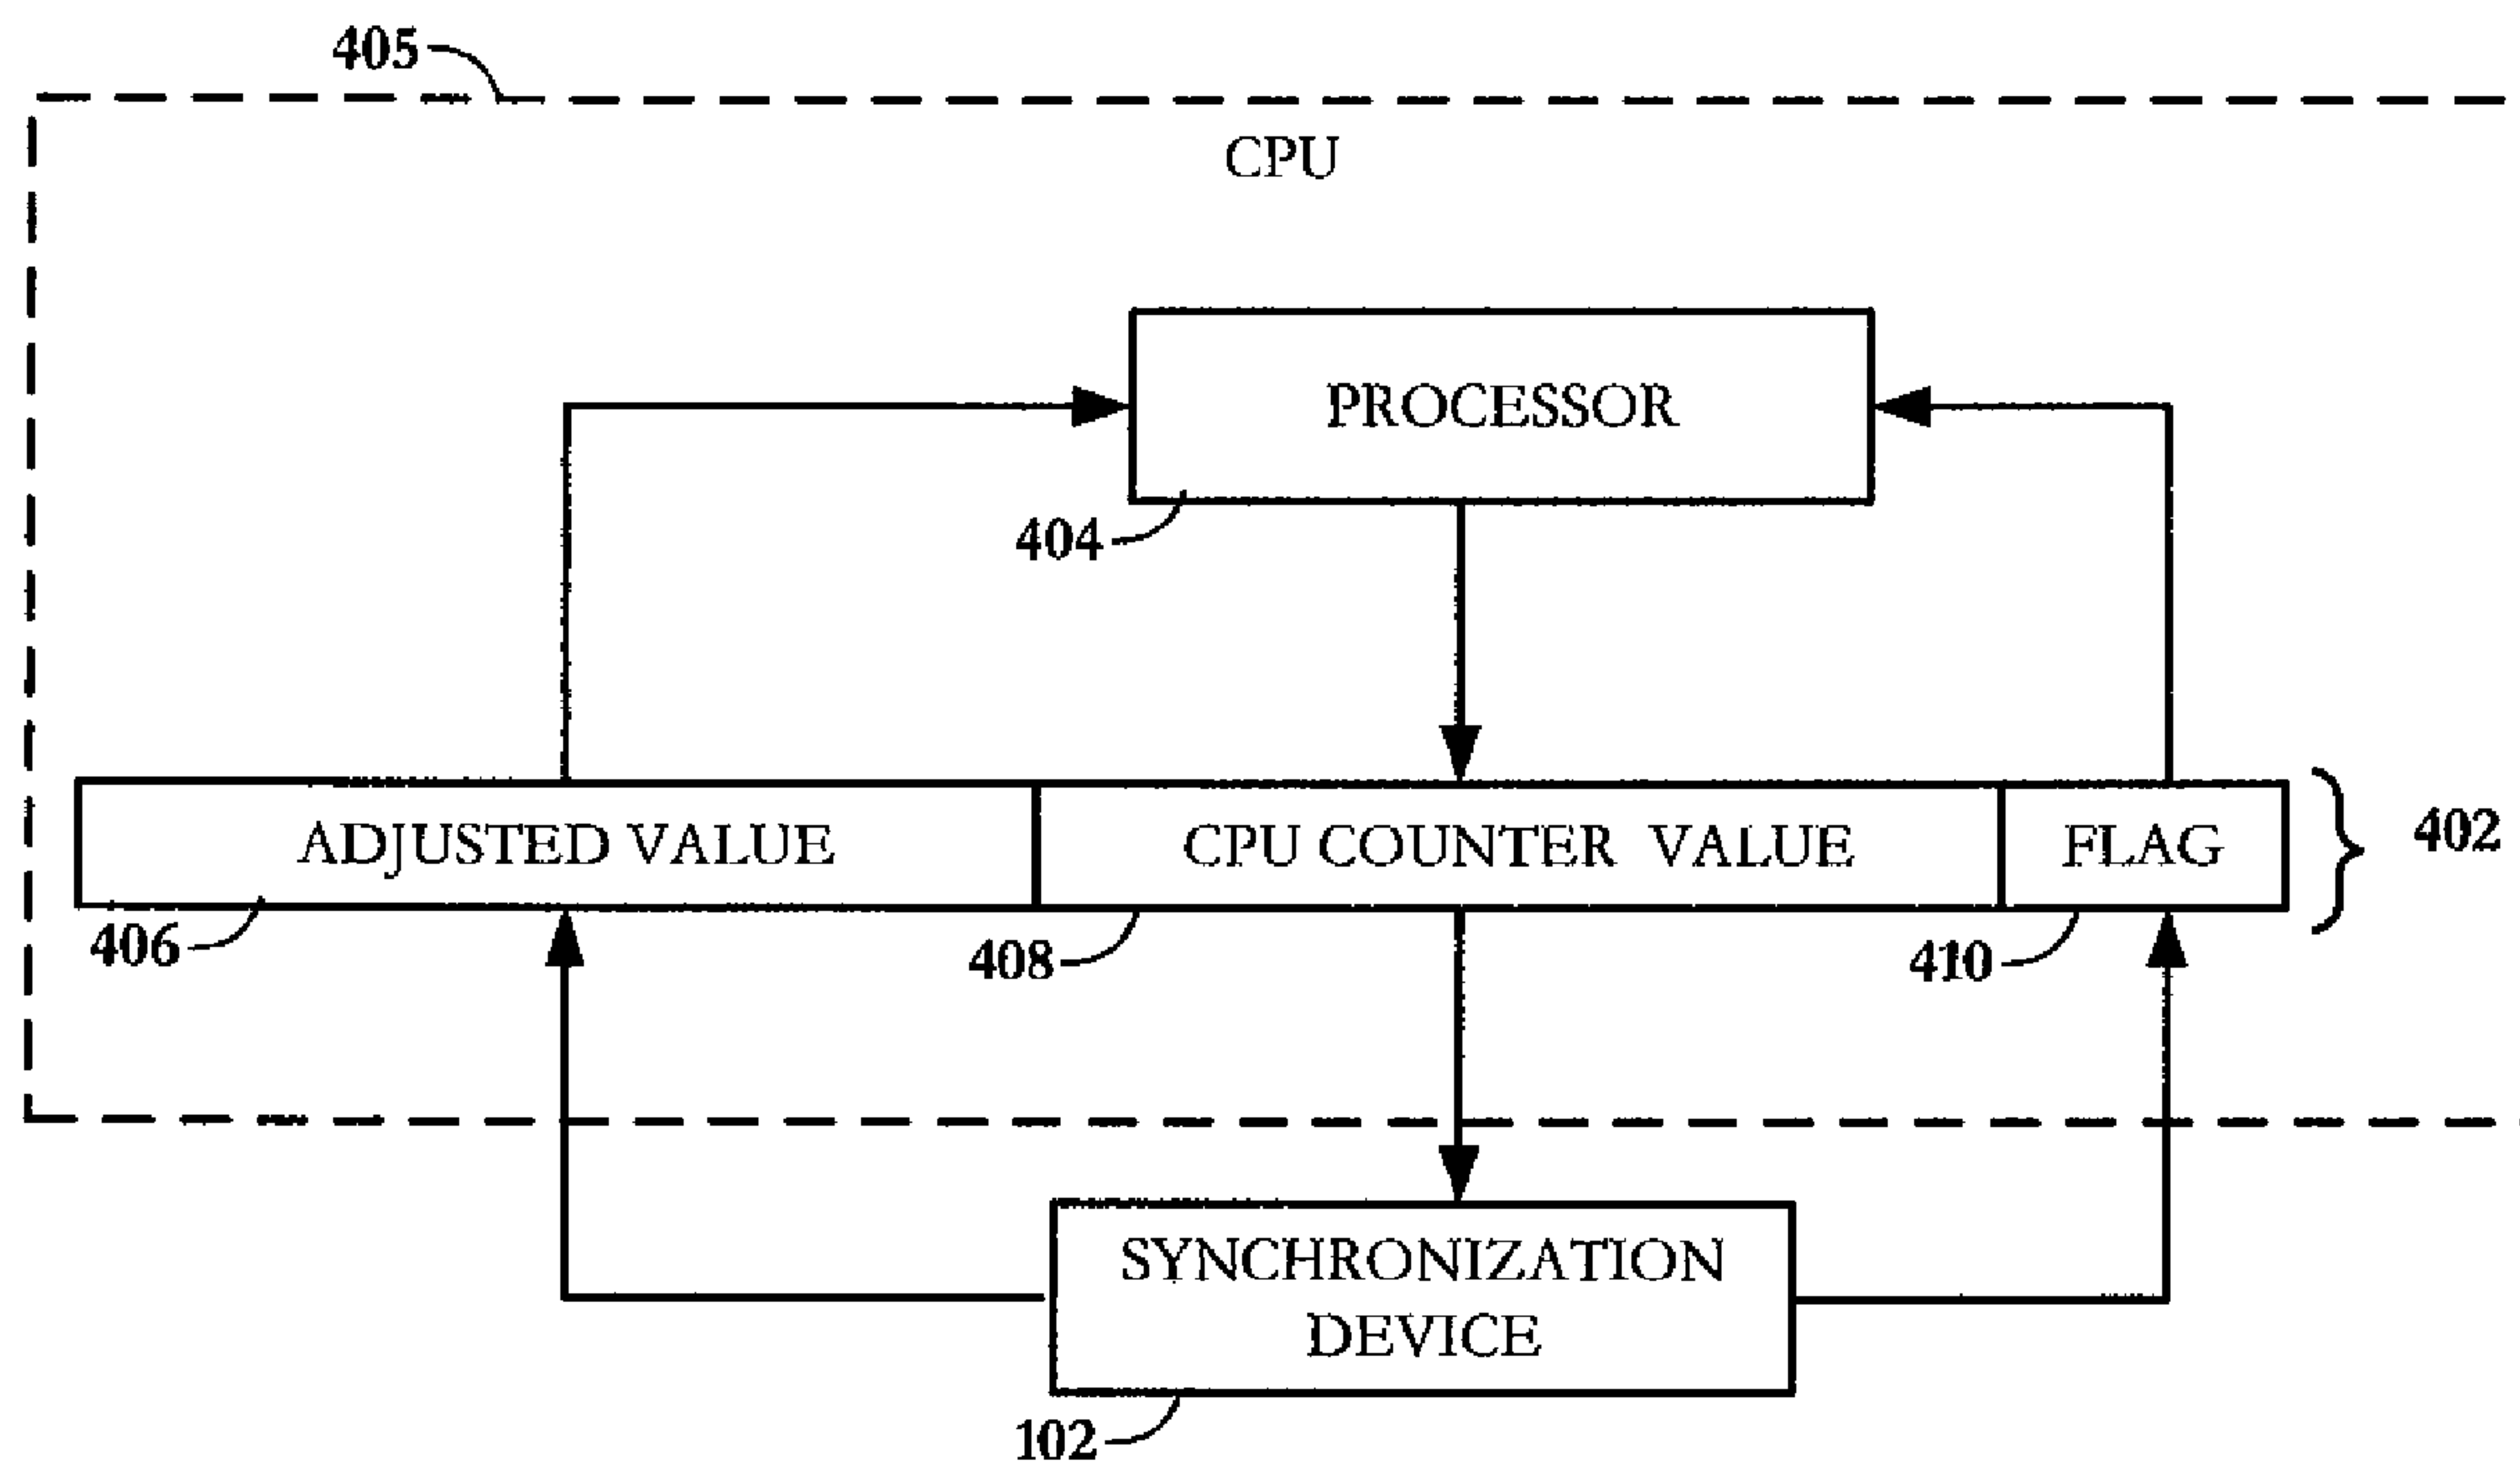 405
CPU
PROCESSOR
404
ADJUSTED VALUE
CPU COUNTER VALUE
FLAG
402
406
408
410
SYNCHRONIZATION
DEVICE
102